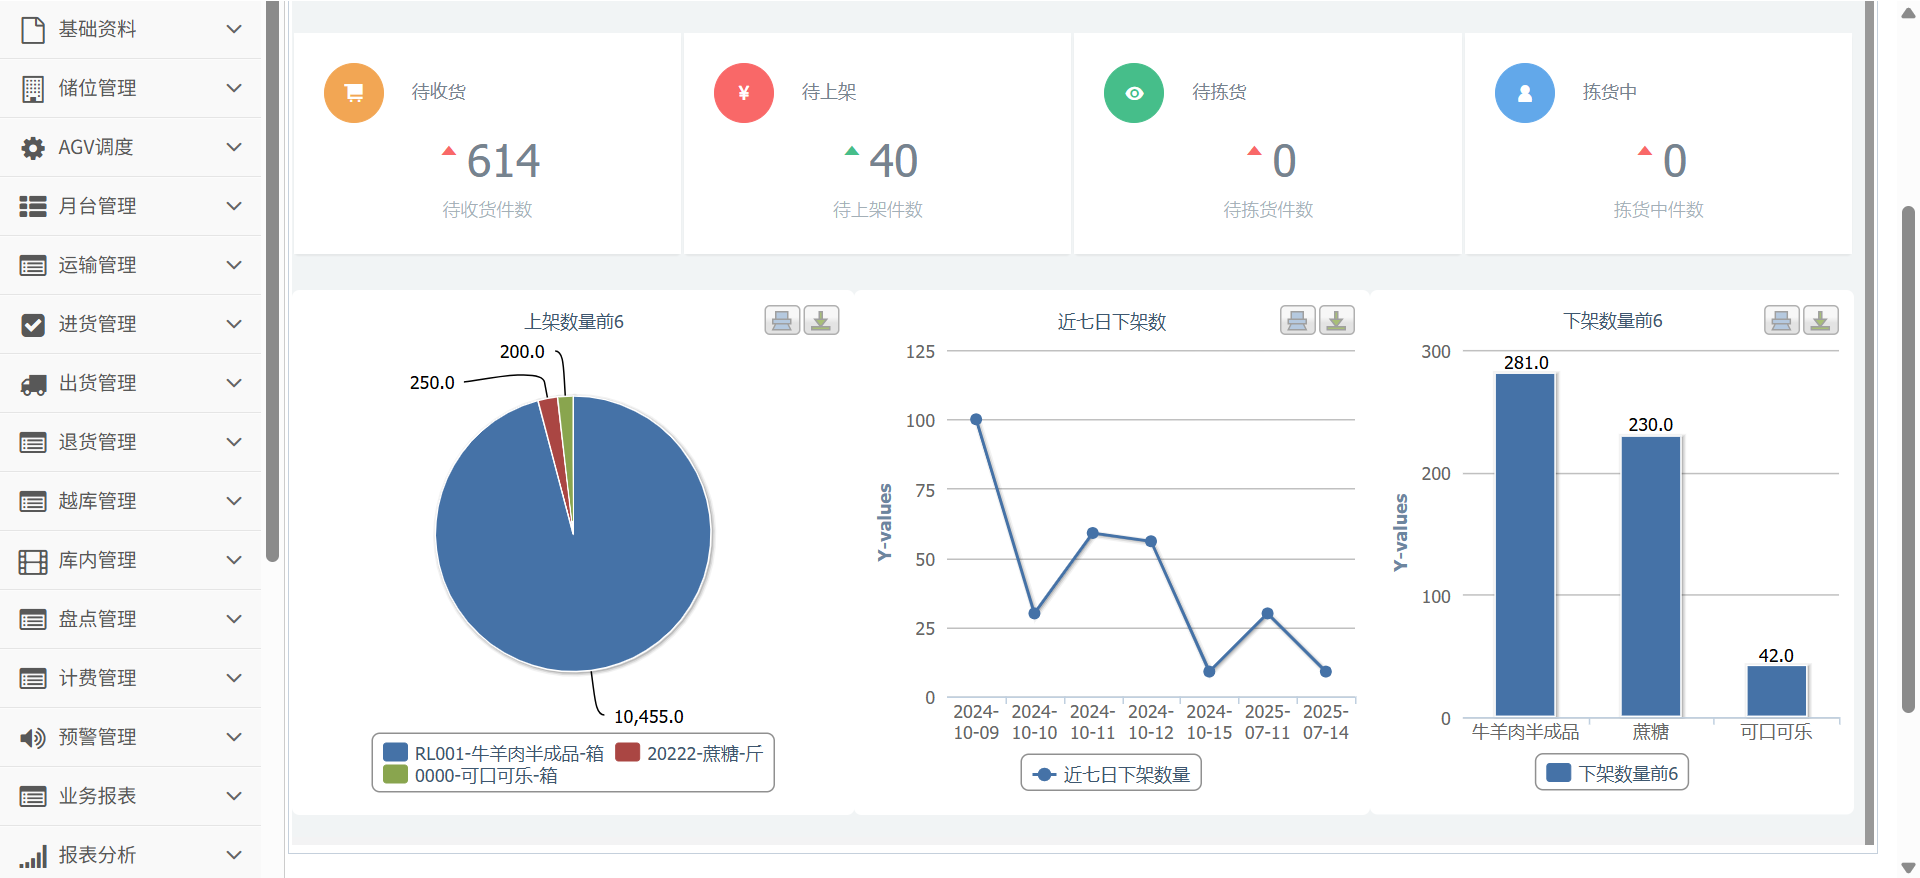 基础资料
储位管理
AGV调度
月台管理
运输管理
进货管理
出货管理
退货管理
越库管理
库内管理
盘点管理
计费管理
预警管理
业务报表
报表分析
待收货
614
待收货件数
¥
待上架
40
待上架件数
待拣货
0
待拣货件数
拣货中
0
拣货中件数
上架数量前6
200.0
250.0
10,455.0
RL001-牛羊肉半成品-箱
20222-蔗糖-斤
0000-可口可乐-箱
近七日下架数
Y-values
125
100
75
50
25
0
2024-10-09
2024-10-10
2024-10-11
2024-10-12
2024-10-15
2025-07-11
2025-07-14
近七日下架数量
下架数量前6
Y-values
300
200
100
0
281.0
230.0
42.0
牛羊肉半成品
蔗糖
可口可乐
下架数量前6